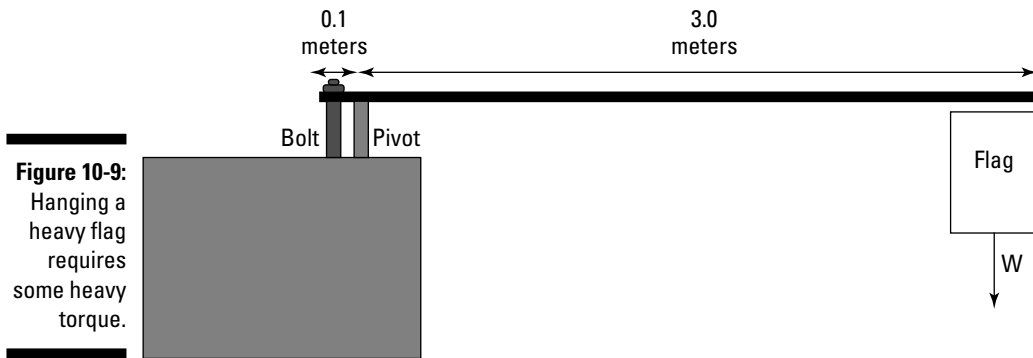 0.1
meters
3.0
meters
Bolt
Pivot
Flag
W
Figure 10-9:
Hanging a
heavy flag
requires
some heavy
torque.